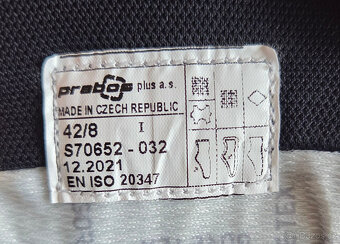 prabos plus a.s.
MADE IN CZECH REPUBLIC
42/8 I
S70652 - 032
12.2021
EN ISO 20347